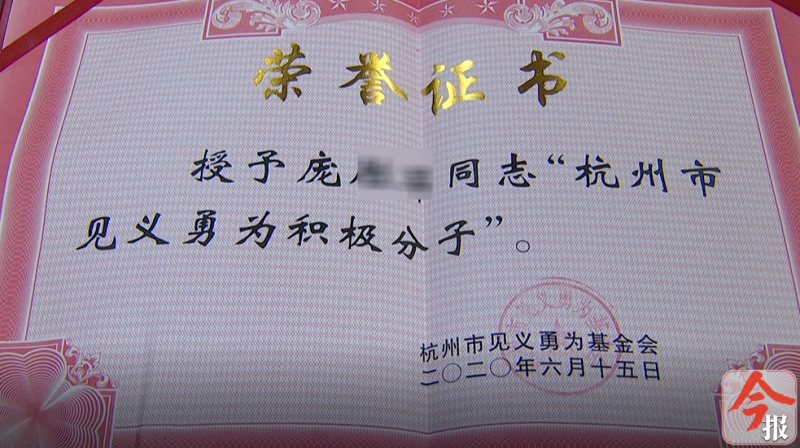 荣誉证书
授予庞 同志“杭州市
见义勇为积极分子”。
杭州市见义勇为基金会
二〇二〇年六月十五日
今报